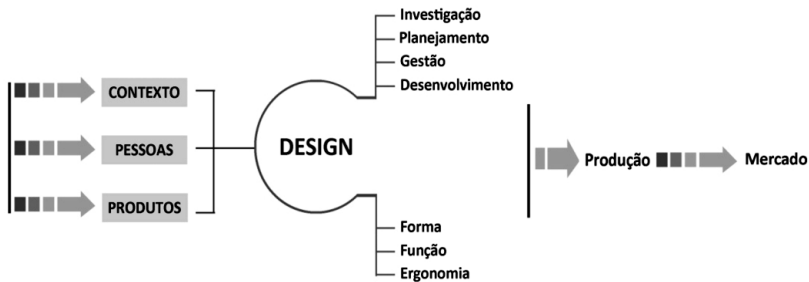 CONTEXTO
PESSOAS
PRODUTOS
DESIGN
Investigação
Planejamento
Gestão
Desenvolvimento
Forma
Função
Ergonomia
Produção
Mercado